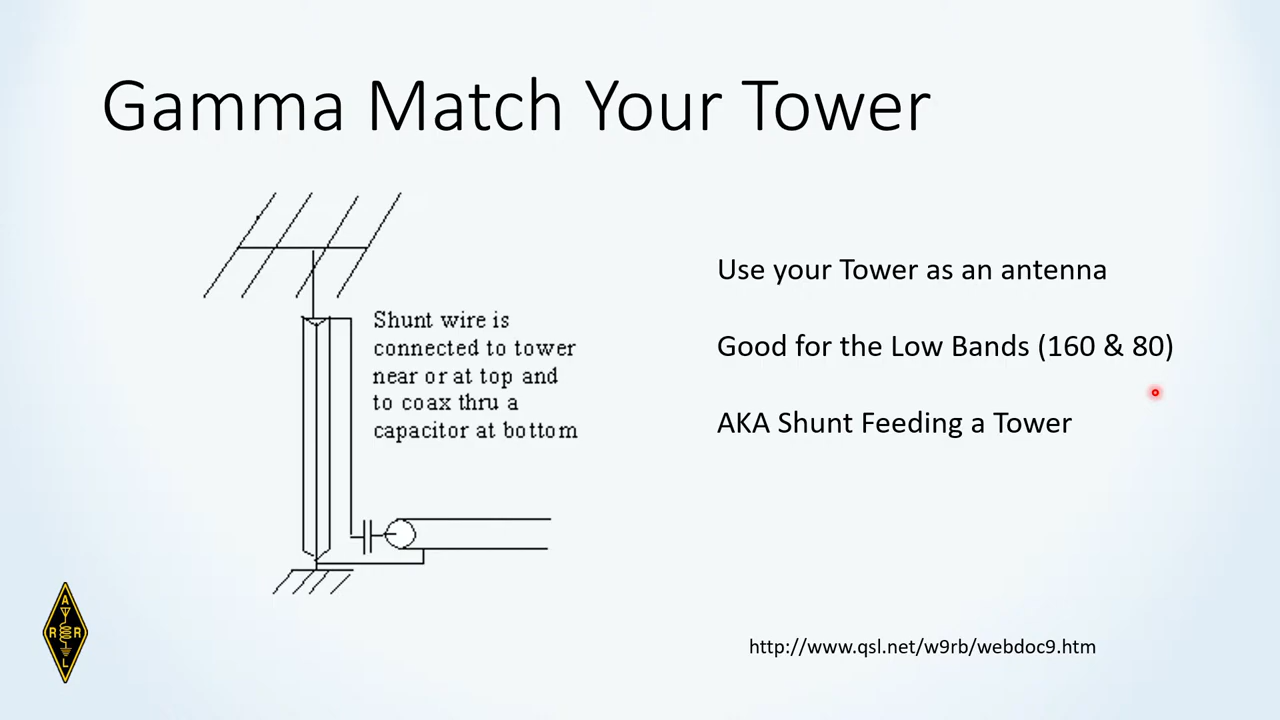 Gamma Match Your Tower
Shunt wire is
connected to tower
near or at top and
to coax thru a
capacitor at bottom
Use your Tower as an antenna
Good for the Low Bands (160 & 80)
AKA Shunt Feeding a Tower
A
R R
L
http://www.qsl.net/w9rb/webdoc9.htm